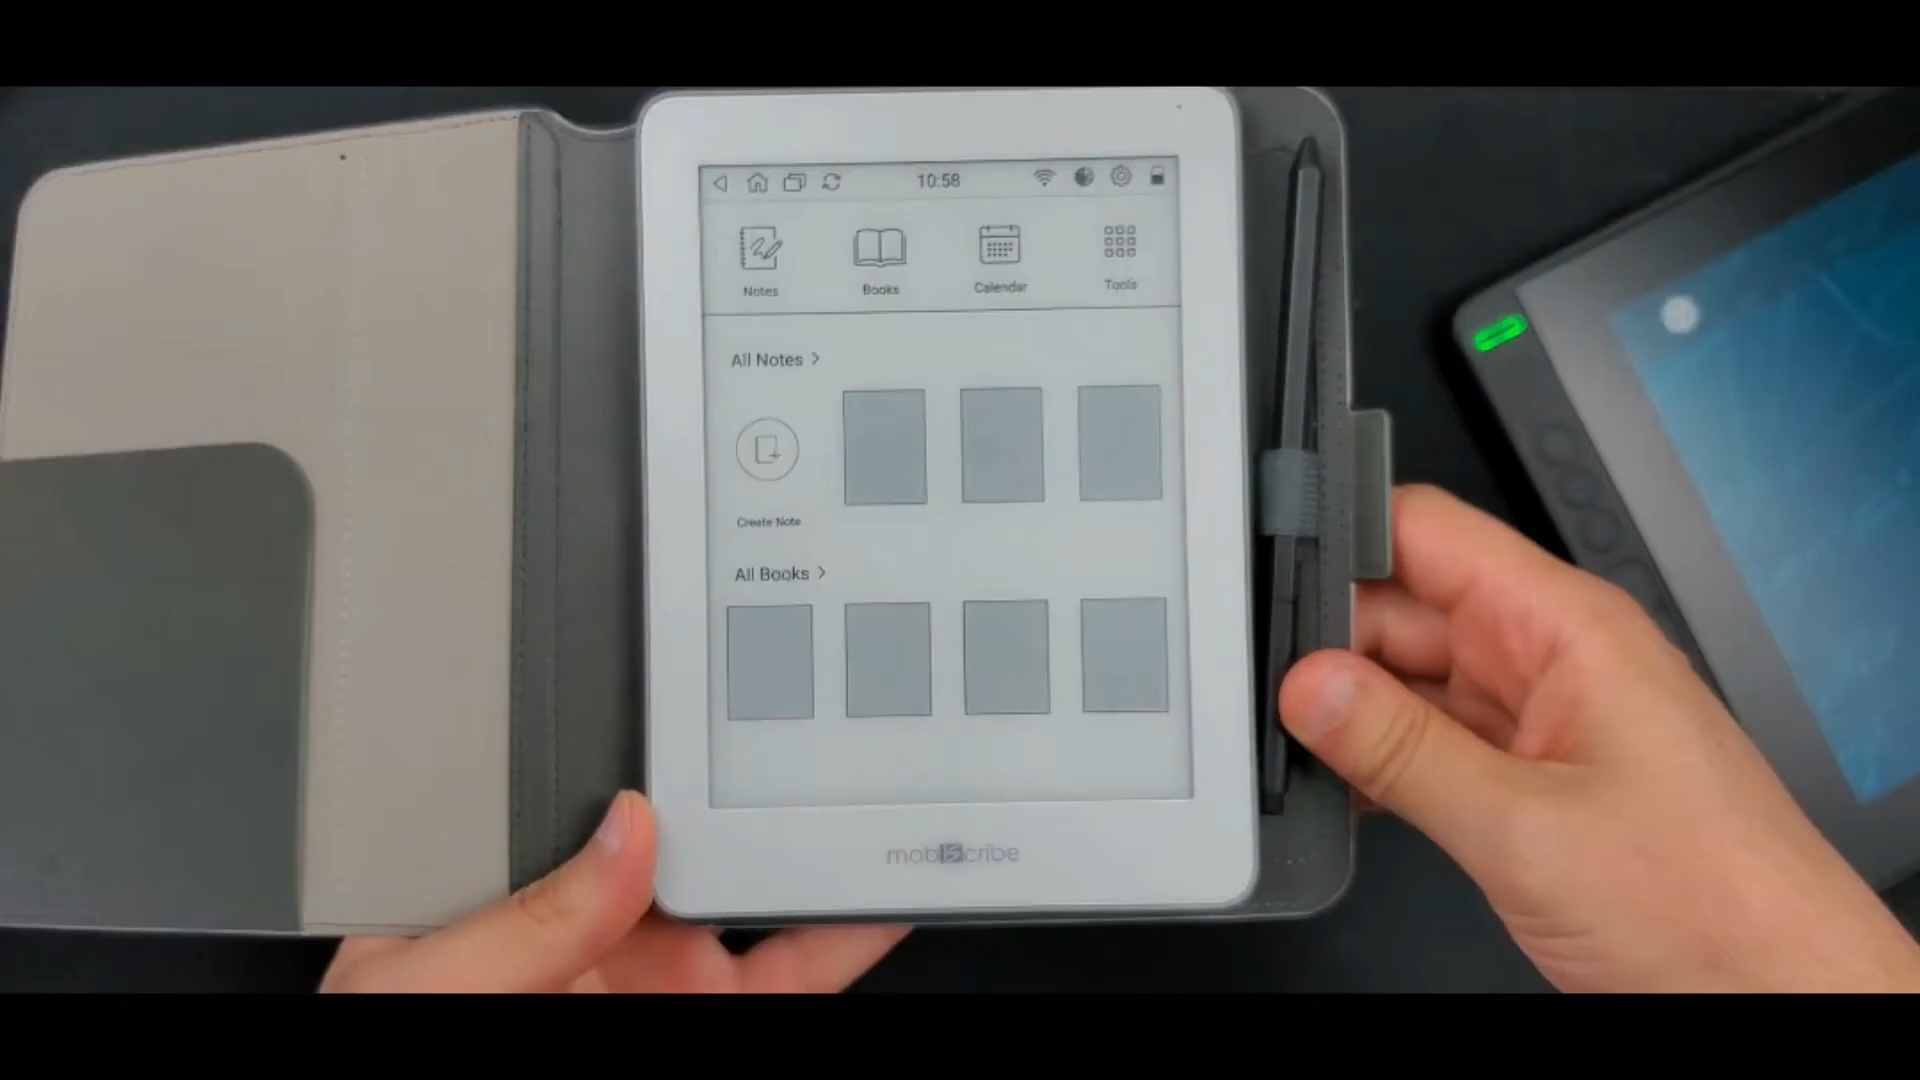 10:58
Notes Books Calendar Tools
All Notes >
Create Note
All Books >
mobiscribe